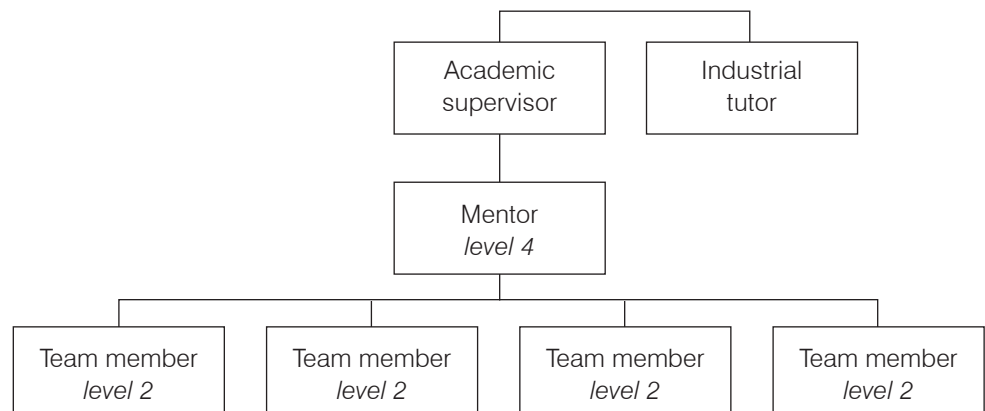 Academic
supervisor
Industrial
tutor
Mentor
level 4
Team member
level 2
Team member
level 2
Team member
level 2
Team member
level 2